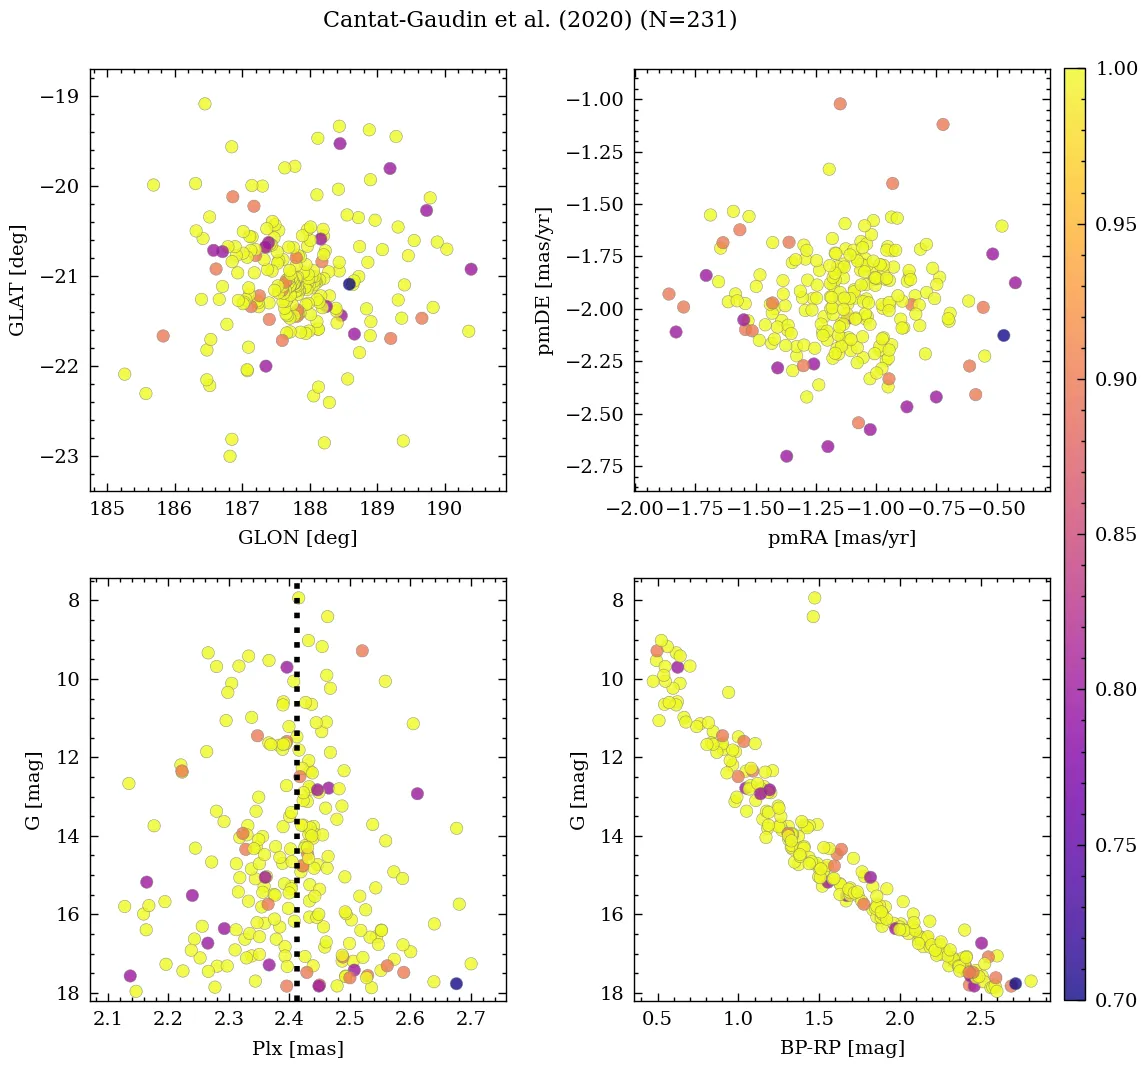 Cantat-Gaudin et al. (2020) (N=231)
−19
−20
−21
−22
−23
GLAT [deg]
185 186 187 188 189 190
GLON [deg]
−1.00
−1.25
−1.50
−1.75
−2.00
−2.25
−2.50
−2.75
pmDE [mas/yr]
−2.00 −1.75 −1.50 −1.25 −1.00 −0.75 −0.50
pmRA [mas/yr]
1.00
0.95
0.90
0.85
0.80
0.75
0.70
8
10
12
14
16
18
G [mag]
2.1 2.2 2.3 2.4 2.5 2.6 2.7
Plx [mas]
8
10
12
14
16
18
G [mag]
0.5 1.0 1.5 2.0 2.5
BP-RP [mag]